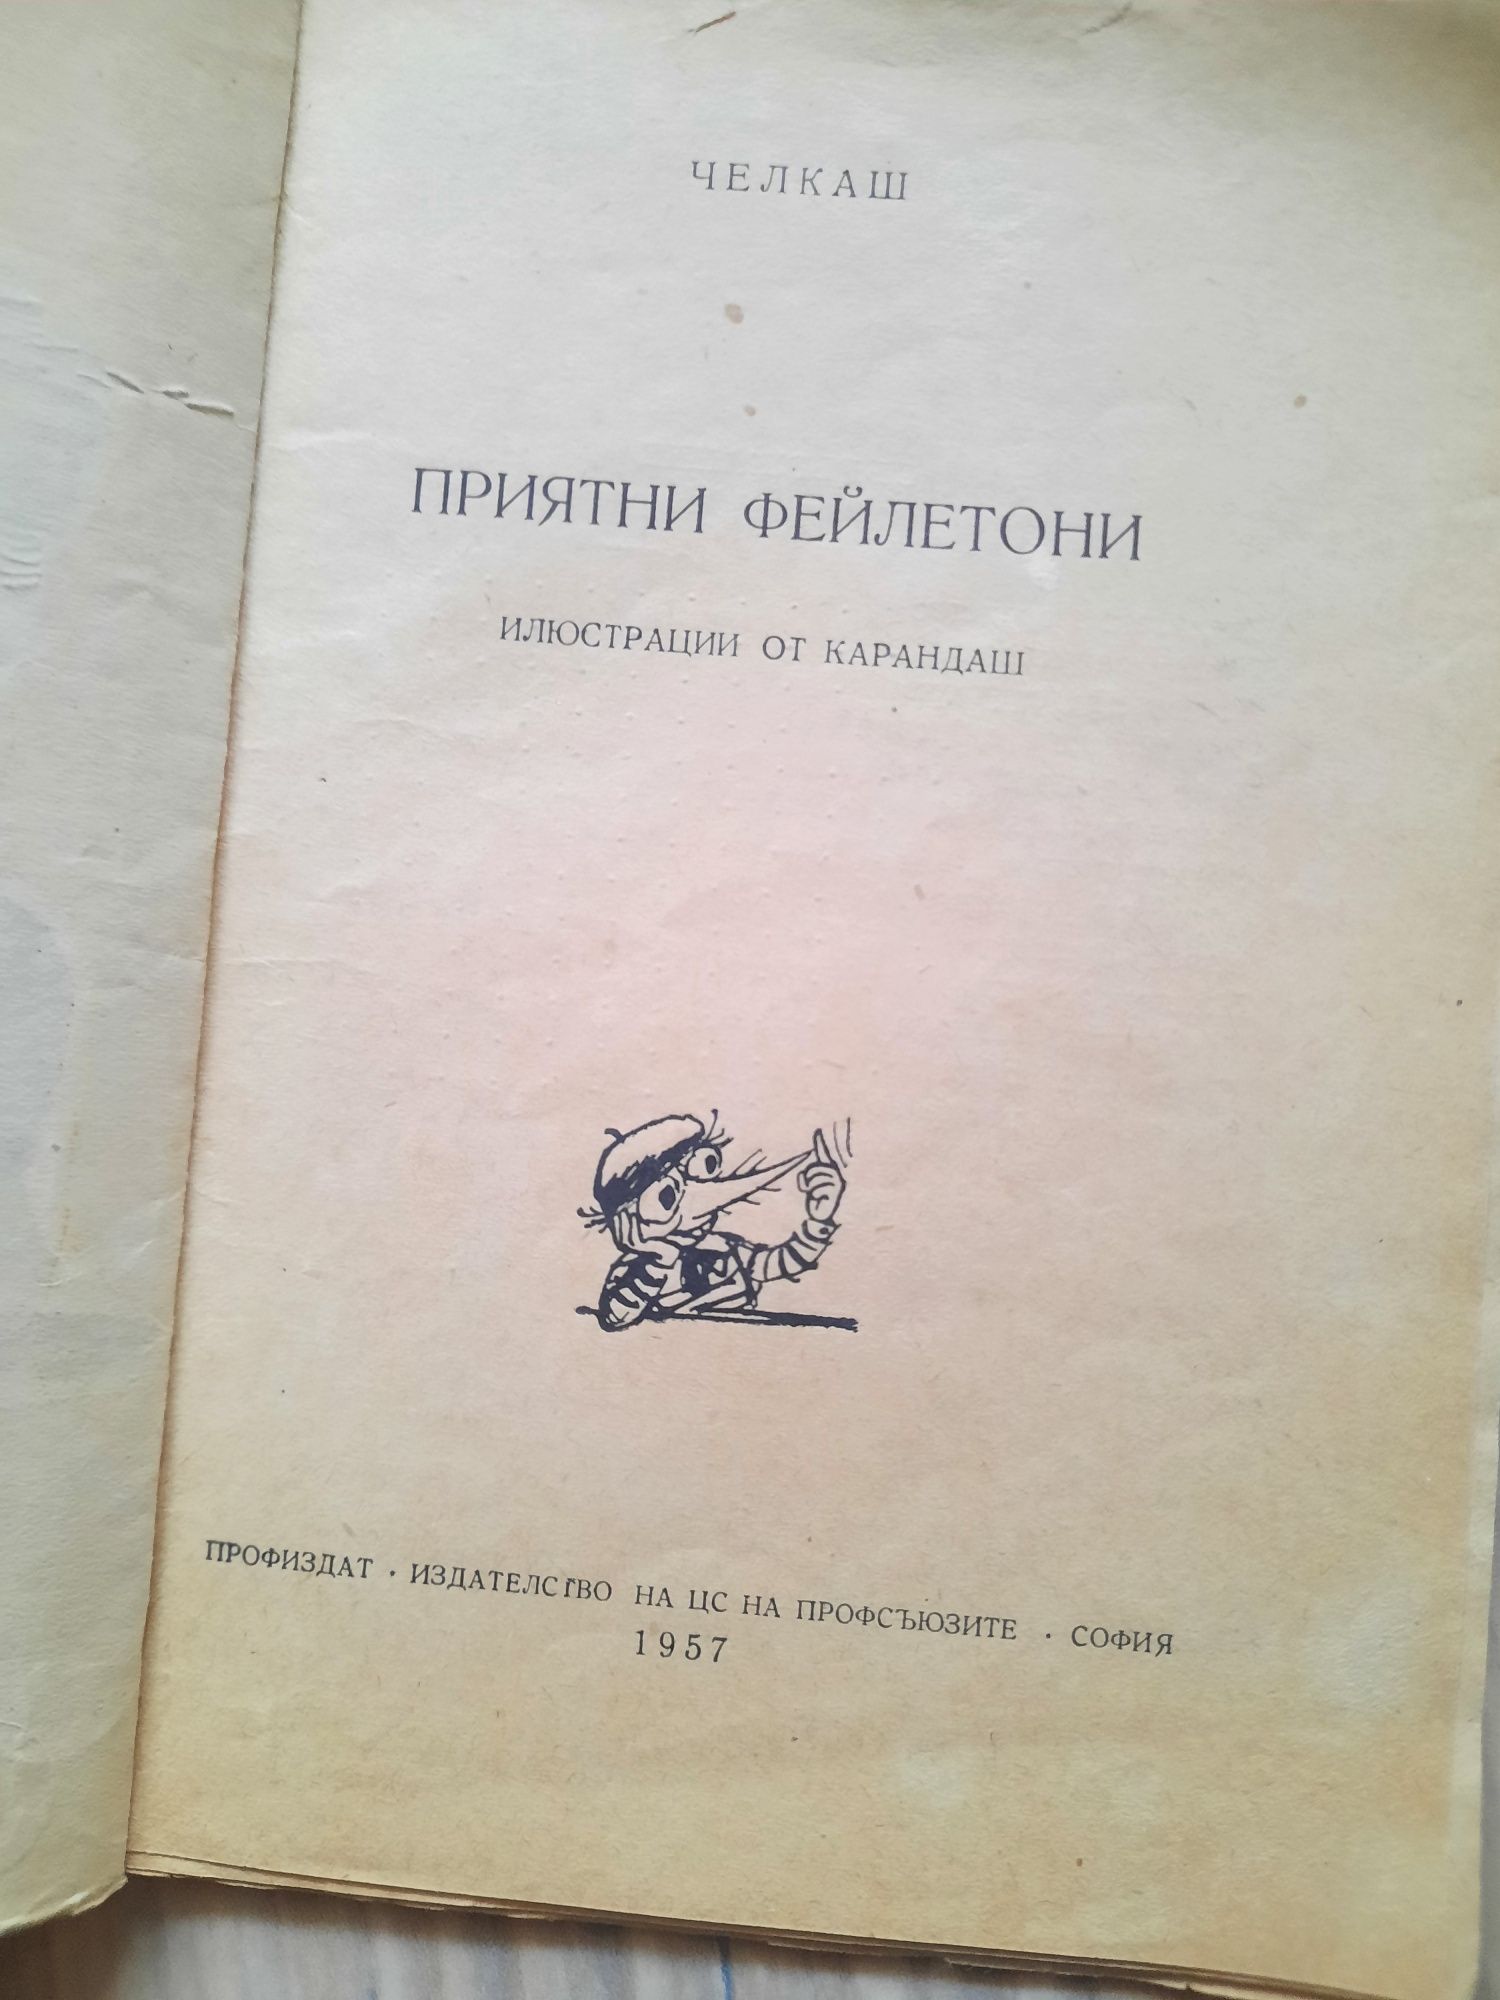 ЧЕЛКАШ
ПРИЯТНИ ФЕЙЛЕТОНИ
ИЛЮСТРАЦИИ ОТ КАРАНДАШ
ПРОФИЗДАТ · ИЗДАТЕЛСТВО НА ЦС НА ПРОФСЪЮЗИТЕ · СОФИЯ
1957